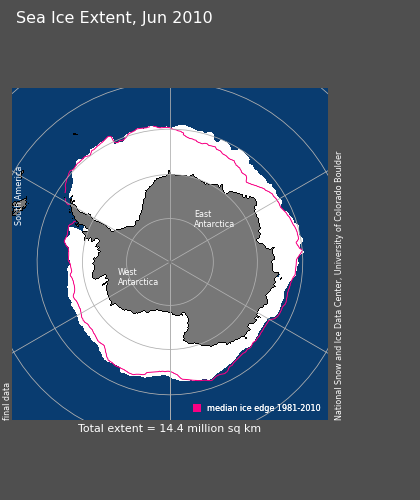 Sea Ice Extent, Jun 2010
South America
East
Antarctica
West
Antarctica
National Snow and Ice Data Center, University of Colorado Boulder
final data
median ice edge 1981-2010
Total extent = 14.4 million sq km